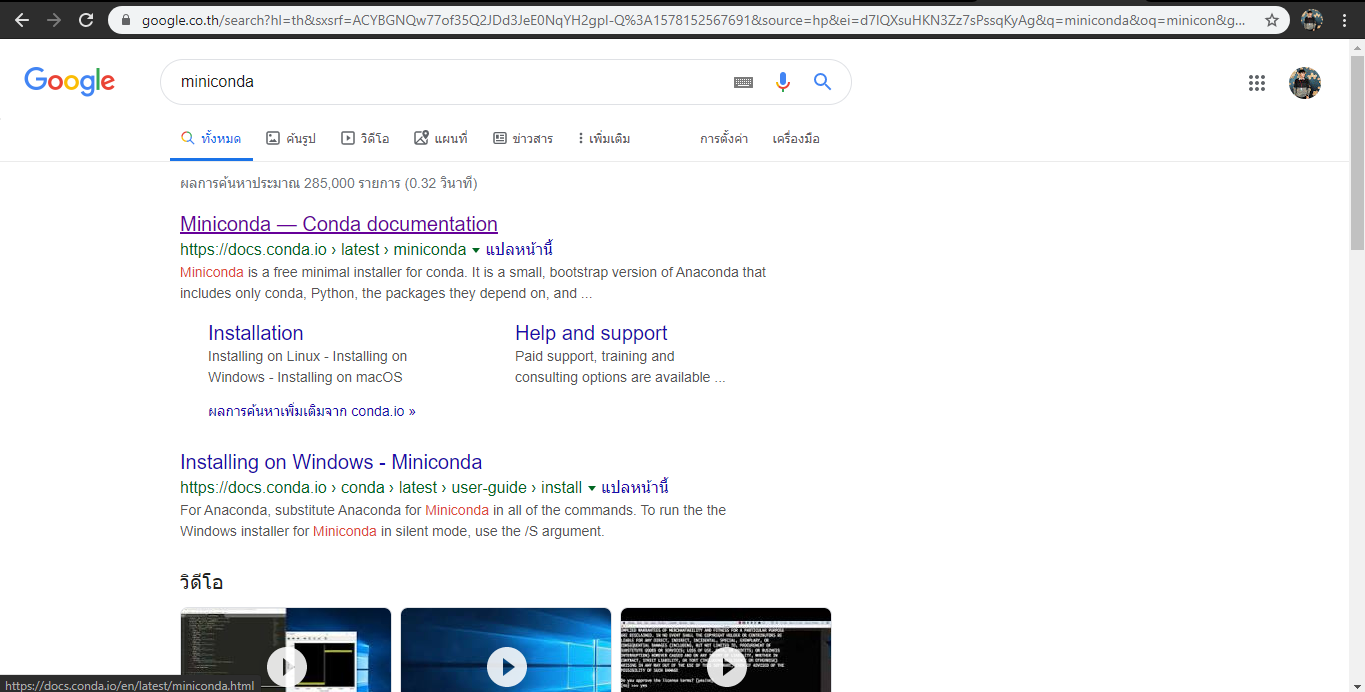 google.co.th/search?hl=th&sxsrf=ACYBGNQw77of35Q2JDd3JeE0NqYH2gpI-Q%3A1578152567691&source=hp&ei=d7IQXsuHKN3Zz7sPssqKyAg&q=miniconda&oq=minicon&g...
Google
miniconda
ทั้งหมด ค้นรูป วิดีโอ แผนที่ ข่าวสาร เพิ่มเติม การตั้งค่า เครื่องมือ
ผลการค้นหาประมาณ 285,000 รายการ (0.32 วินาที)
Miniconda — Conda documentation
https://docs.conda.io › latest › miniconda แปลหน้านี้
Miniconda is a free minimal installer for conda. It is a small, bootstrap version of Anaconda that
includes only conda, Python, the packages they depend on, and ...
Installation
Installing on Linux - Installing on
Windows - Installing on macOS
Help and support
Paid support, training and
consulting options are available ...
ผลการค้นหาเพิ่มเติมจาก conda.io »
Installing on Windows - Miniconda
https://docs.conda.io › conda › latest › user-guide › install แปลหน้านี้
For Anaconda, substitute Anaconda for Miniconda in all of the commands. To run the the
Windows installer for Miniconda in silent mode, use the /S argument.
วิดีโอ
https://docs.conda.io/en/latest/miniconda.html